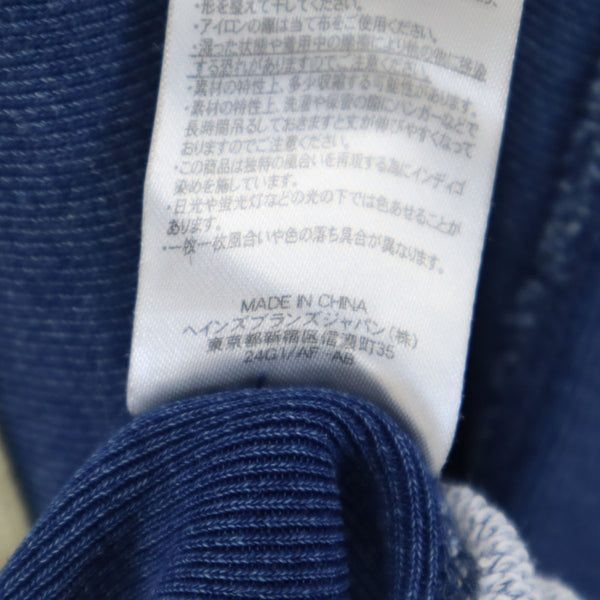 ・形を整えて干してください。
・アイロンの際は当て布をご使用ください。
・湿った状態や着用中の摩擦により他の物に移染
する恐れがありますのでご注意ください。
・素材の特性上、多少収縮する可能性があります。
・素材の特性上、洗濯や保管の際にハンガーなどで
長時間吊るしておきますと丈が伸びやすくなって
おりますのでご注意ください。
・この商品は独特の風合いを再現する為にインディゴ
染めを施しています。
・日光や蛍光灯などの光の下では色あせることが
あります。
・一枚一枚風合いや色の落ち具合が異なります。
MADE IN CHINA
ヘインズブランズジャパン(株)
東京都新宿区信濃町35
24G1/AF-AB